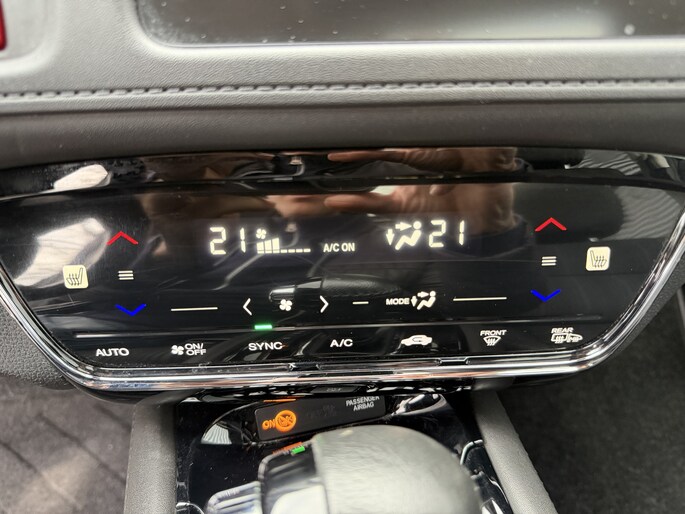 21 A/C ON 21
MODE
AUTO ON/OFF SYNC A/C FRONT REAR
PASSENGER
AIRBAG
ON